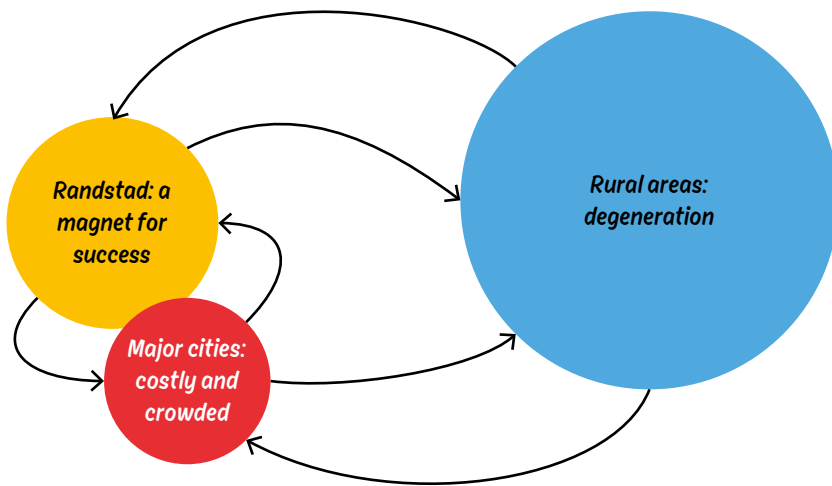 Randstad: a
magnet for
success
Rural areas:
degeneration
Major cities:
costly and
crowded